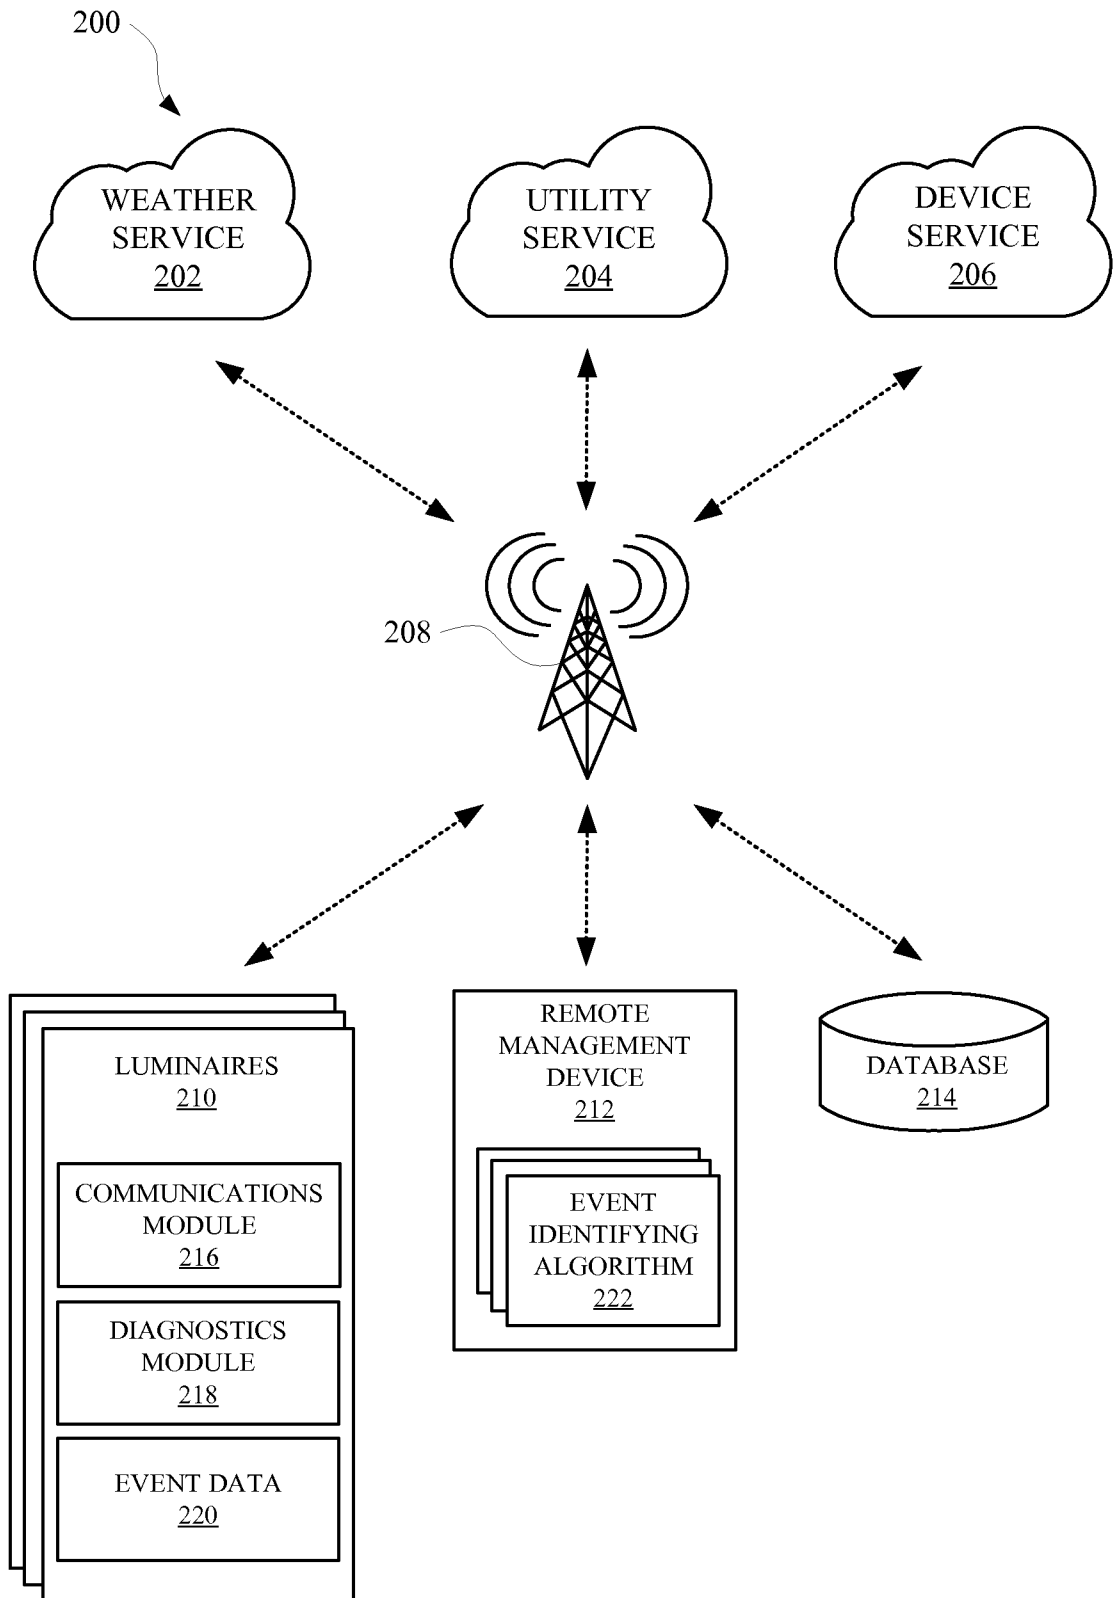 200
WEATHER
SERVICE
202
UTILITY
SERVICE
204
DEVICE
SERVICE
206
208
LUMINAIRES
210
COMMUNICATIONS
MODULE
216
DIAGNOSTICS
MODULE
218
EVENT DATA
220
REMOTE
MANAGEMENT
DEVICE
212
EVENT
IDENTIFYING
ALGORITHM
222
DATABASE
214